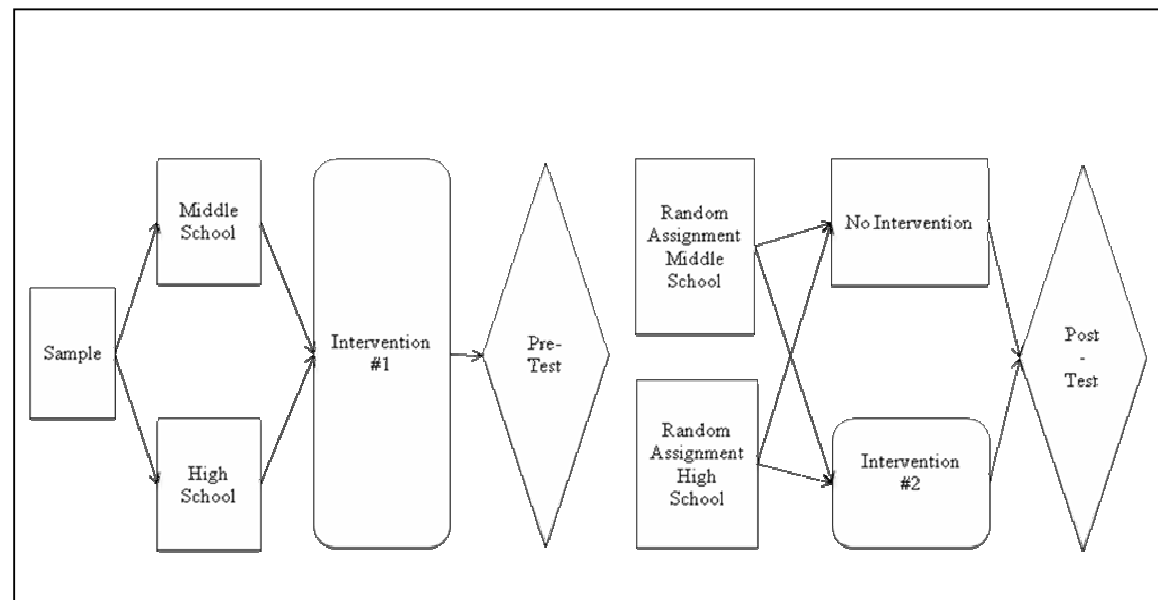 Sample
Middle
School
High
School
Intervention
#1
Pre-
Test
Random
Assignment
Middle
School
Random
Assignment
High
School
No Intervention
Intervention
#2
Post
-
Test